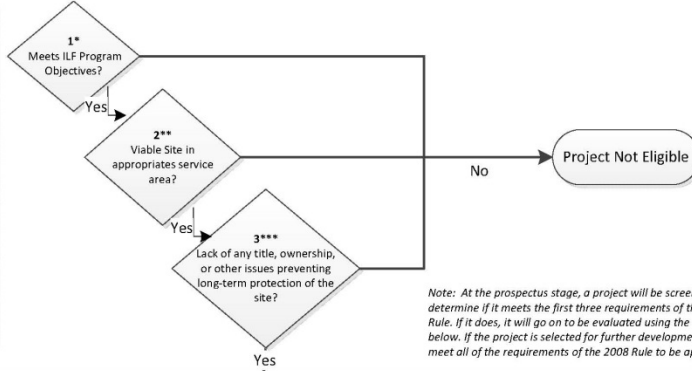 1*
Meets ILF Program
Objectives?
Yes
2**
Viable Site in
appropriates service
area?
No
Project Not Eligible
Yes
3***
Lack of any title, ownership,
or other issues preventing
long-term protection of the
site?
Yes
Note: At the prospectus stage, a project will be
determine if it meets the first three requirements of
Rule. If it does, it will go on to be evaluated using the
below. If the project is selected for further
meet all of the requirements of the 2008 Rule to be